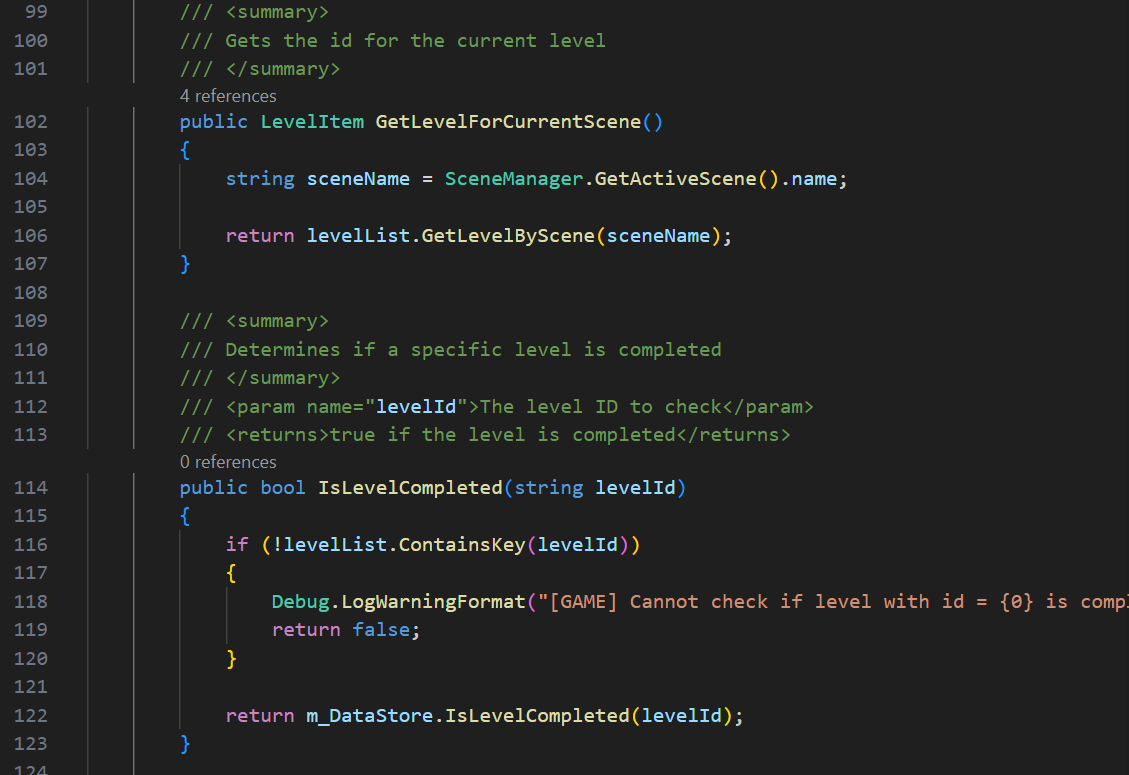 99 /// <summary>
100 /// Gets the id for the current level
101 /// </summary>
4 references
102 public LevelItem GetLevelForCurrentScene()
103 {
104 string sceneName = SceneManager.GetActiveScene().name;
105
106 return levelList.GetLevelByScene(sceneName);
107 }
108
109 /// <summary>
110 /// Determines if a specific level is completed
111 /// </summary>
112 /// <param name="levelId">The level ID to check</param>
113 /// <returns>true if the level is completed</returns>
0 references
114 public bool IsLevelCompleted(string levelId)
115 {
116 if (!levelList.ContainsKey(levelId))
117 {
118 Debug.LogWarningFormat("[GAME] Cannot check if level with id = {0} is comp
119 return false;
120 }
121
122 return m_DataStore.IsLevelCompleted(levelId);
123 }
124